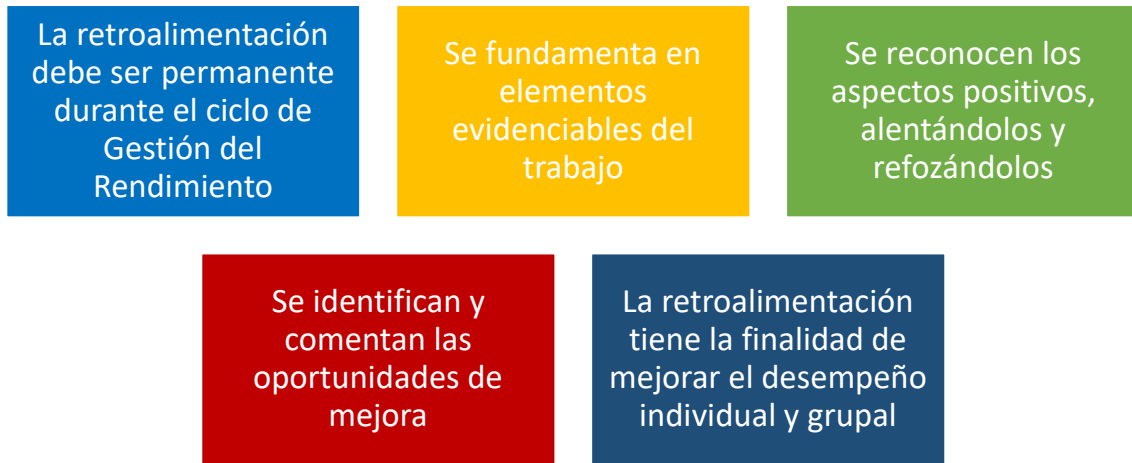 La retroalimentación
debe ser permanente
durante el ciclo de
Gestión del
Rendimiento
Se fundamenta en
elementos
evidenciables del
trabajo
Se reconocen los
aspectos positivos,
alentándolos y
refozándolos
Se identifican y
comentan las
oportunidades de
mejora
La retroalimentación
tiene la finalidad de
mejorar el desempeño
individual y grupal